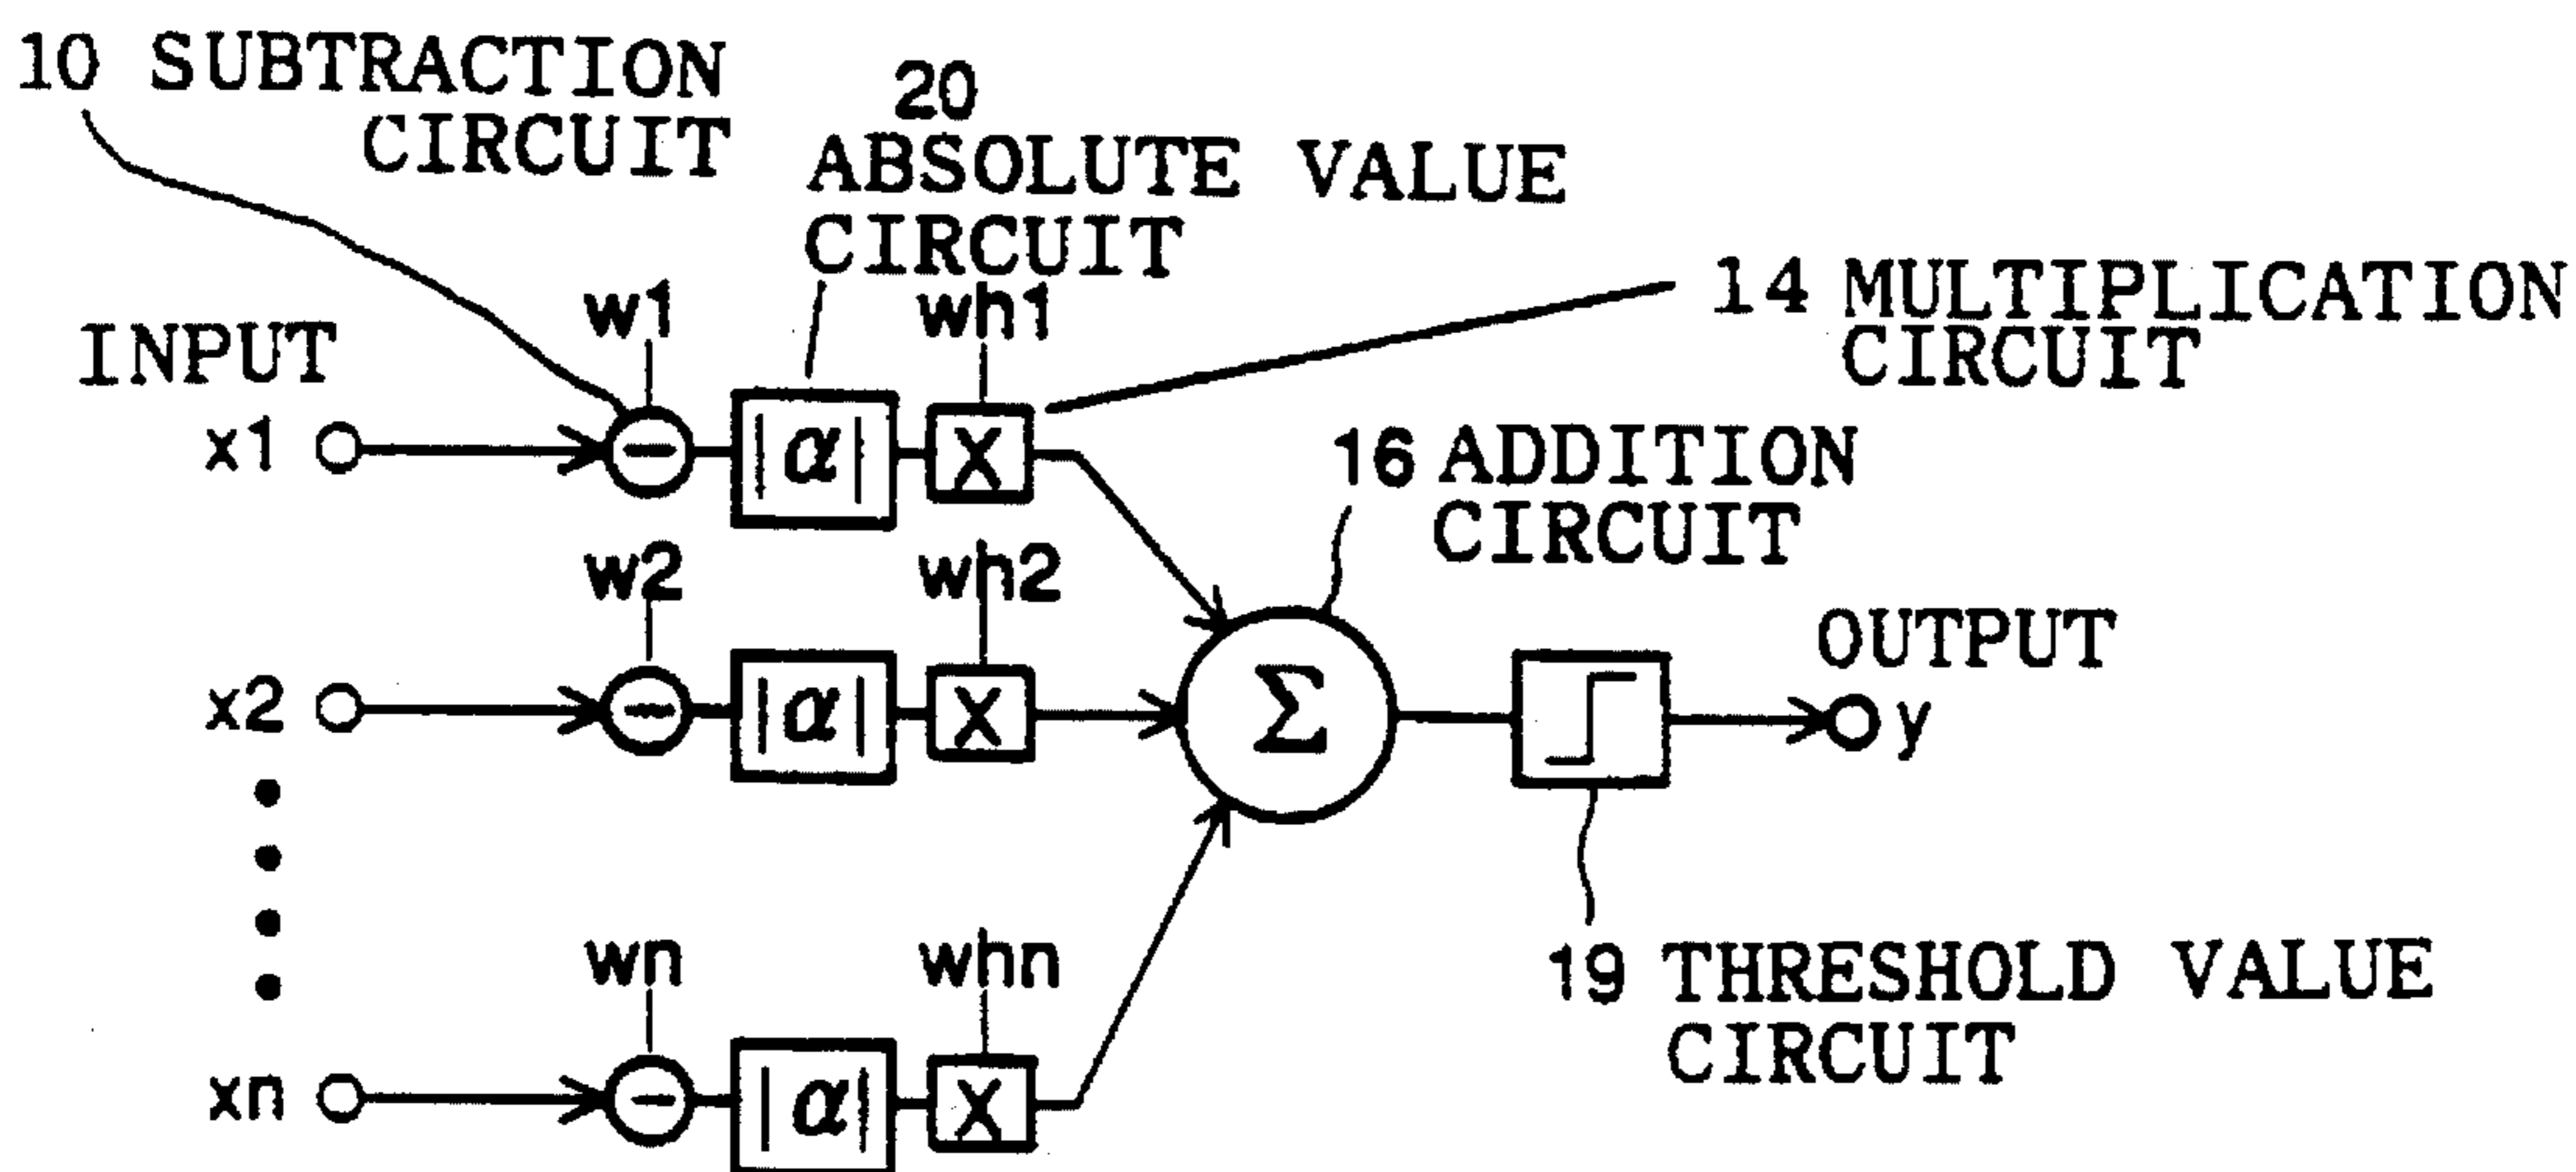 10 SUBTRACTION
CIRCUIT
20
ABSOLUTE VALUE
CIRCUIT
14 MULTIPLICATION
CIRCUIT
INPUT
w1
wh1
x1
|α|
X
16 ADDITION
CIRCUIT
w2
wh2
x2
|α|
X
Σ
OUTPUT
y
wn
whn
xn
|α|
X
19 THRESHOLD VALUE
CIRCUIT